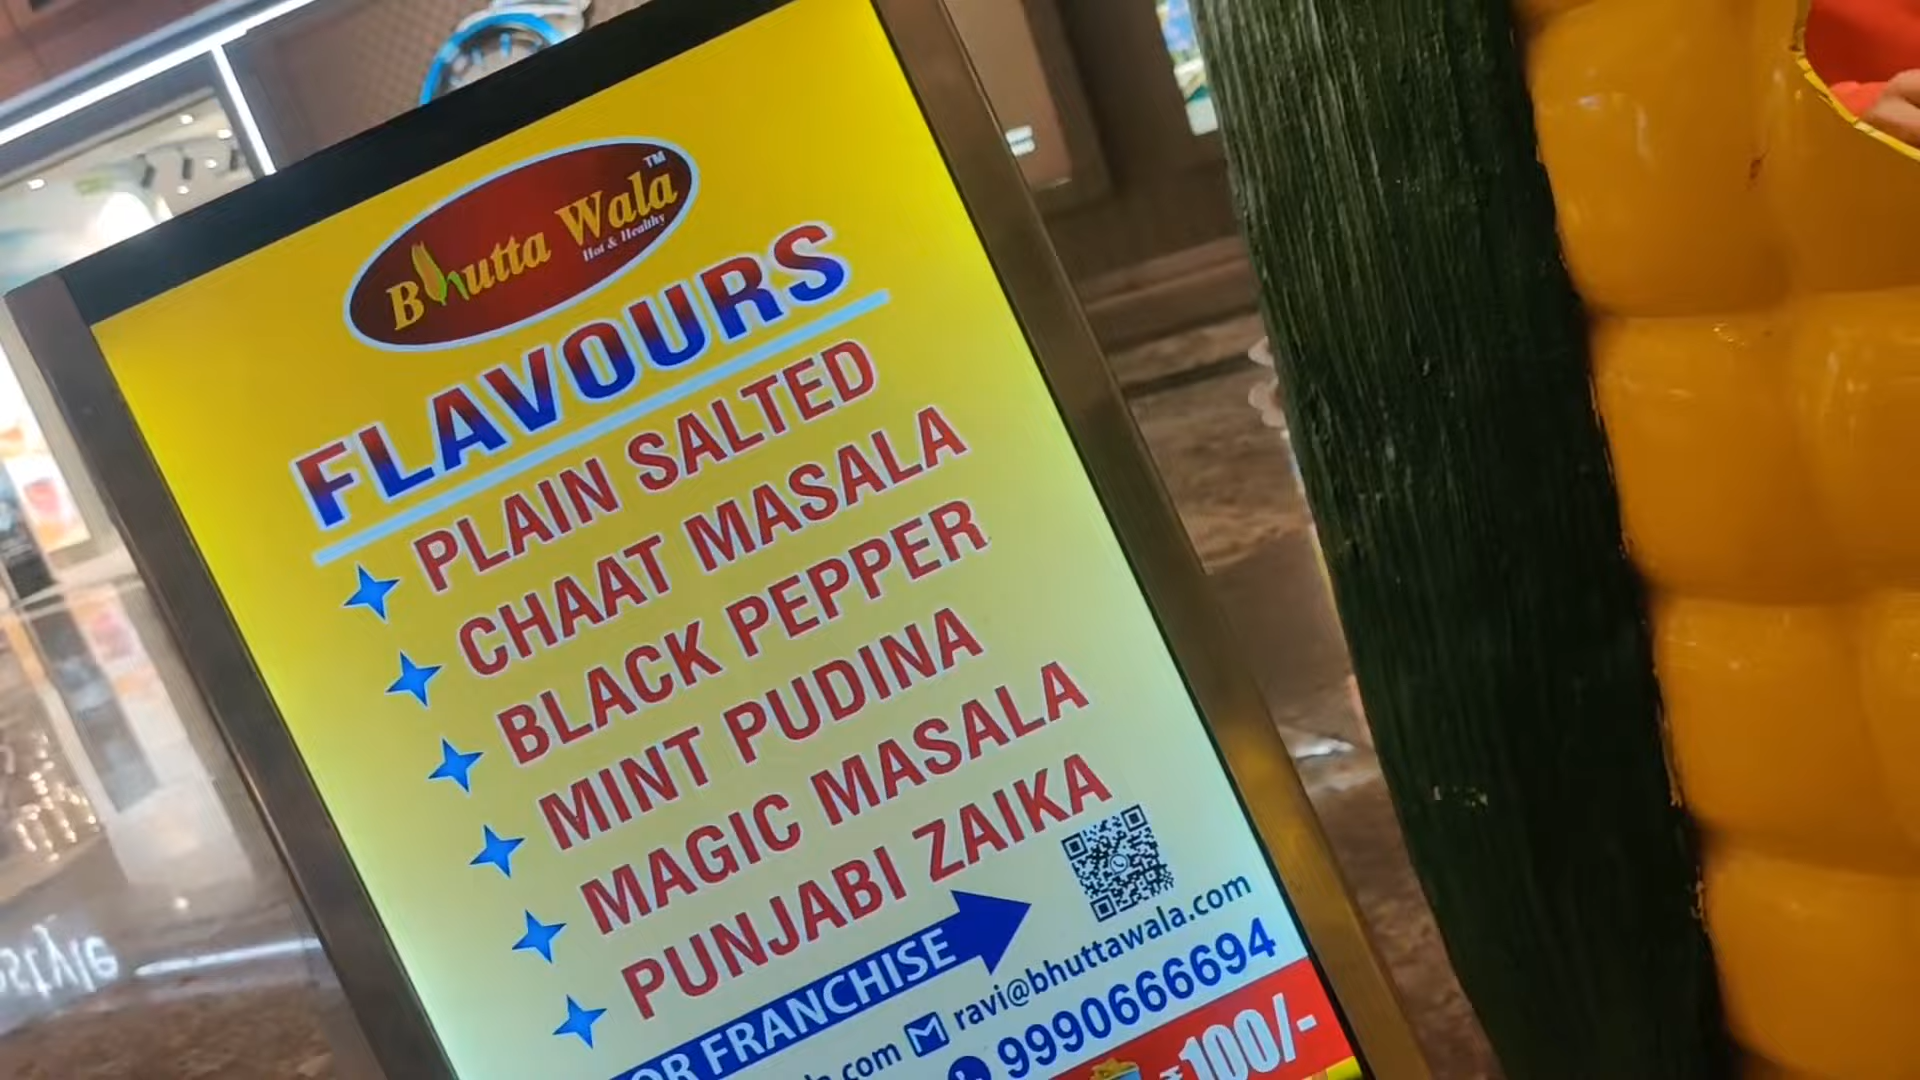 Bhutta Wala TM
Hot & Healthy
FLAVOURS
PLAIN SALTED
CHAAT MASALA
BLACK PEPPER
MINT PUDINA
MAGIC MASALA
PUNJABI ZAIKA
OR FRANCHISE
.com ravi@bhuttawala.com
9990666694
₹100/-